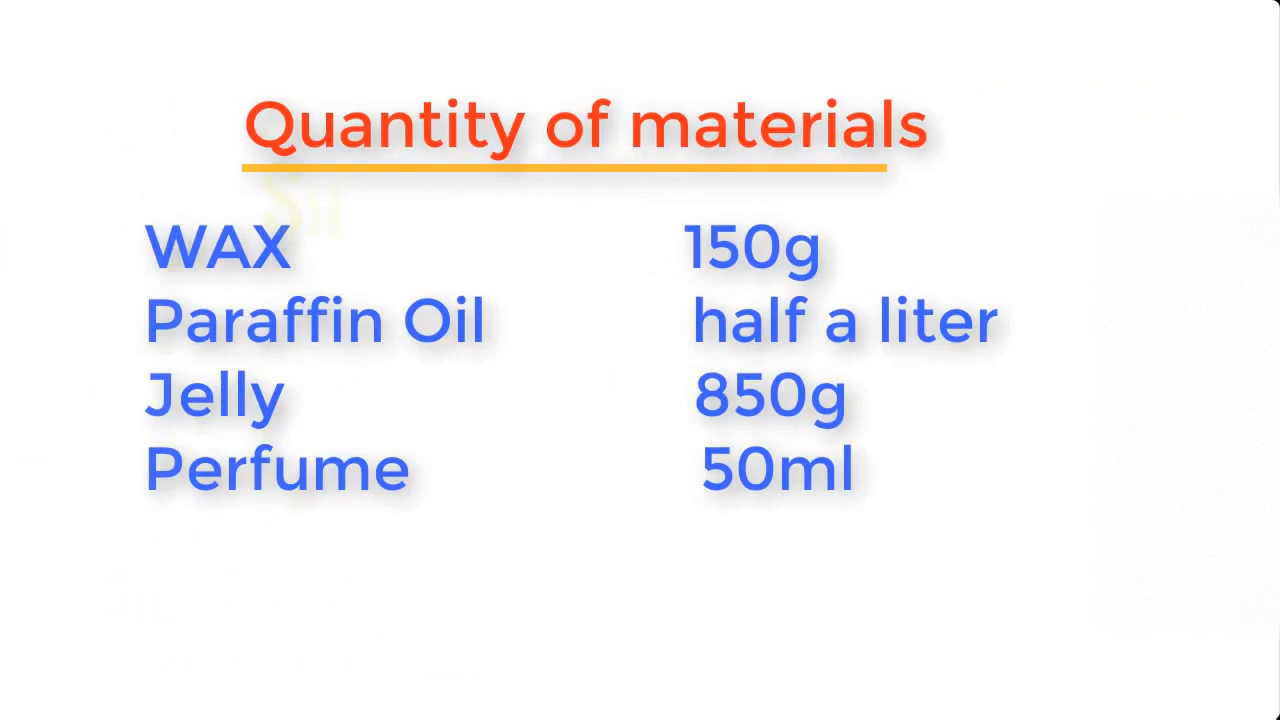 Quantity of materials
WAX 150g
Paraffin Oil half a liter
Jelly 850g
Perfume 50ml